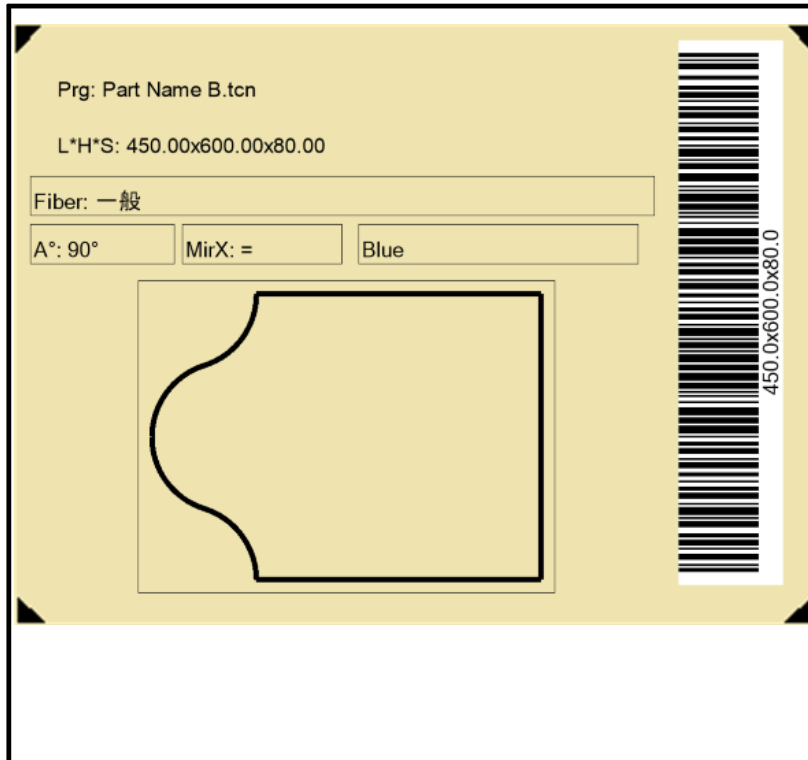 Prg: Part Name B.tcn
L*H*S: 450.00x600.00x80.00
Fiber: 一般
A°: 90°
MirX: =
Blue
450.0x600.0x80.0